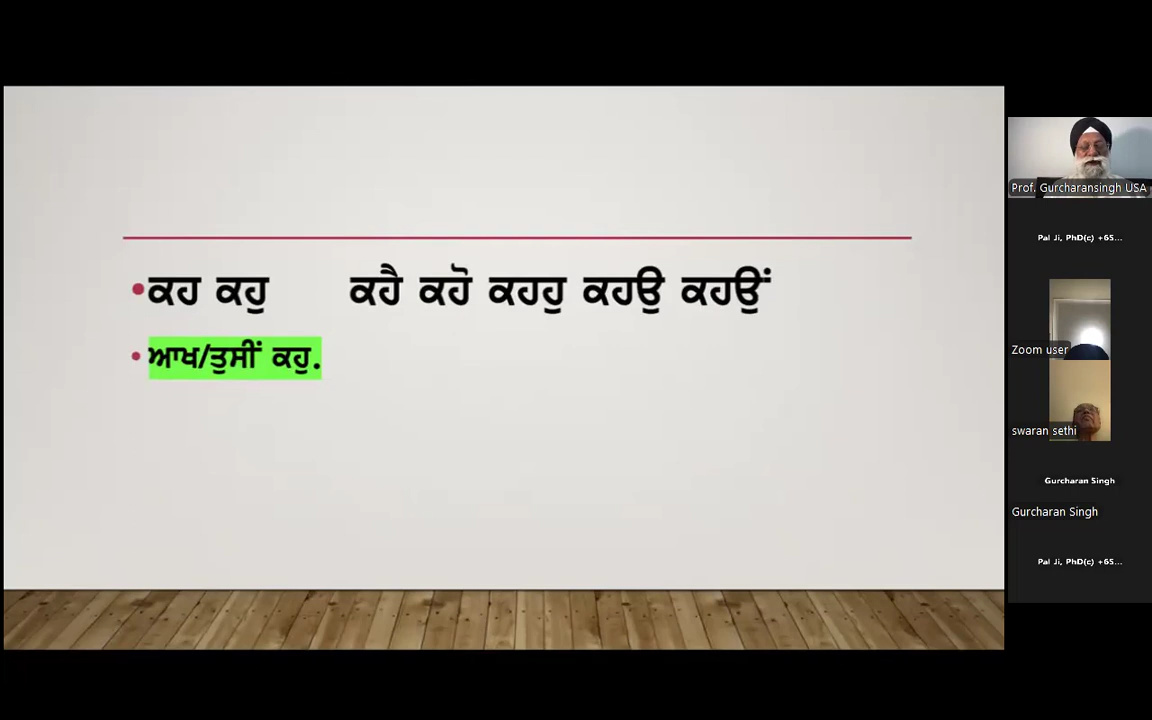 •ਕਹ ਕਹੁ ਕਹੈ ਕਹੋ ਕਹਹੁ ਕਹਉ ਕਹਉਂ
• ਆਖ/ਤੁਸੀਂ ਕਹੁ.
Prof. Gurcharansingh USA
Pal Ji, PhD(c) +65...
Zoom user
swaran sethi
Gurcharan Singh
Gurcharan Singh
Pal Ji, PhD(c) +65...